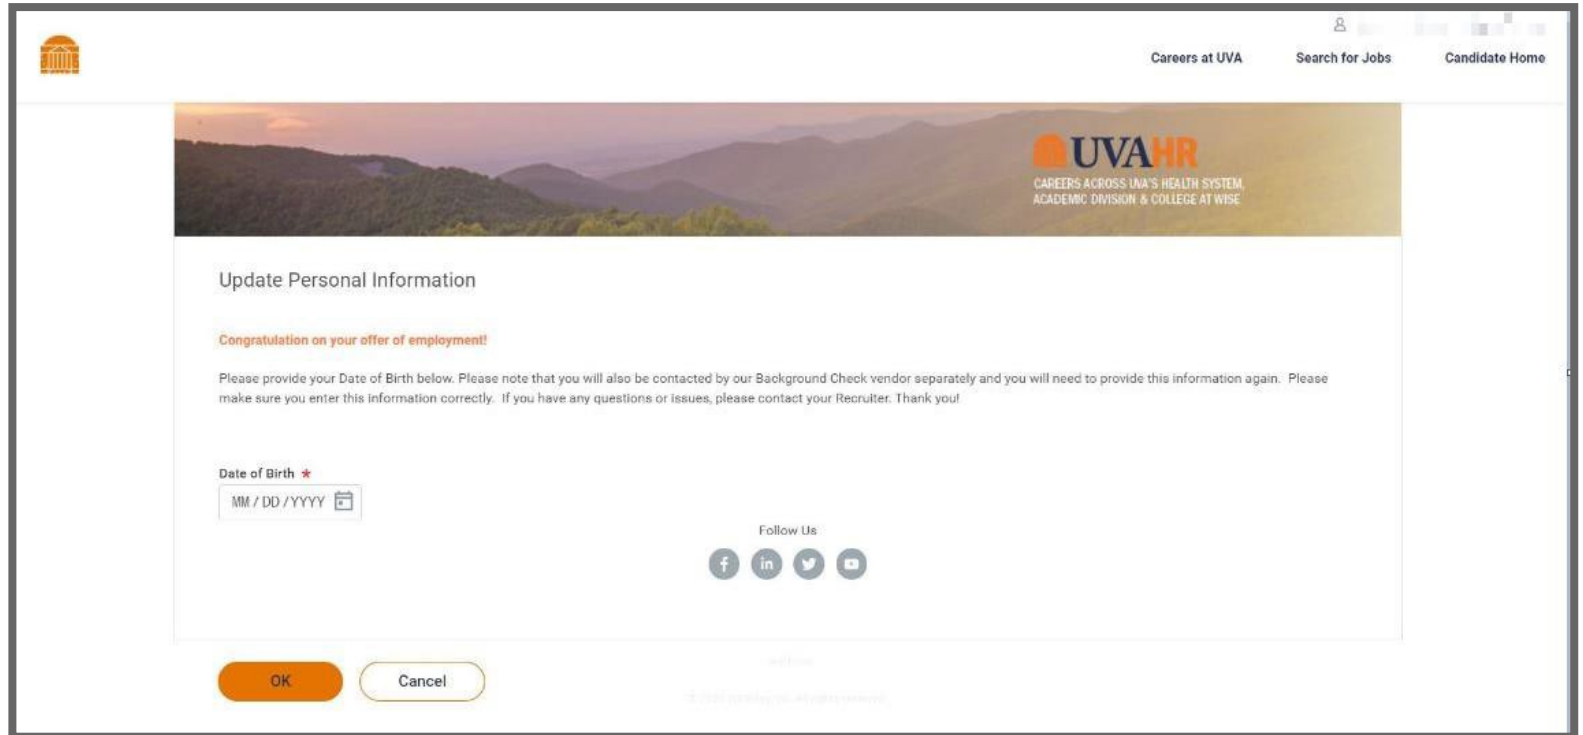 Careers at UVA
Search for Jobs
Candidate Home
UVAHR
CAREERS ACROSS UVA'S HEALTH SYSTEM,
ACADEMIC DIVISION & COLLEGE AT WISE
Update Personal Information
Congratulation on your offer of employment!
Please provide your Date of Birth below. Please note that you will also be contacted by our Background Check vendor separately and you will need to provide this information again. Please
make sure you enter this information correctly. If you have any questions or issues, please contact your Recruiter. Thank you!
Date of Birth *
MM / DD / YYYY
Follow Us
OK
Cancel